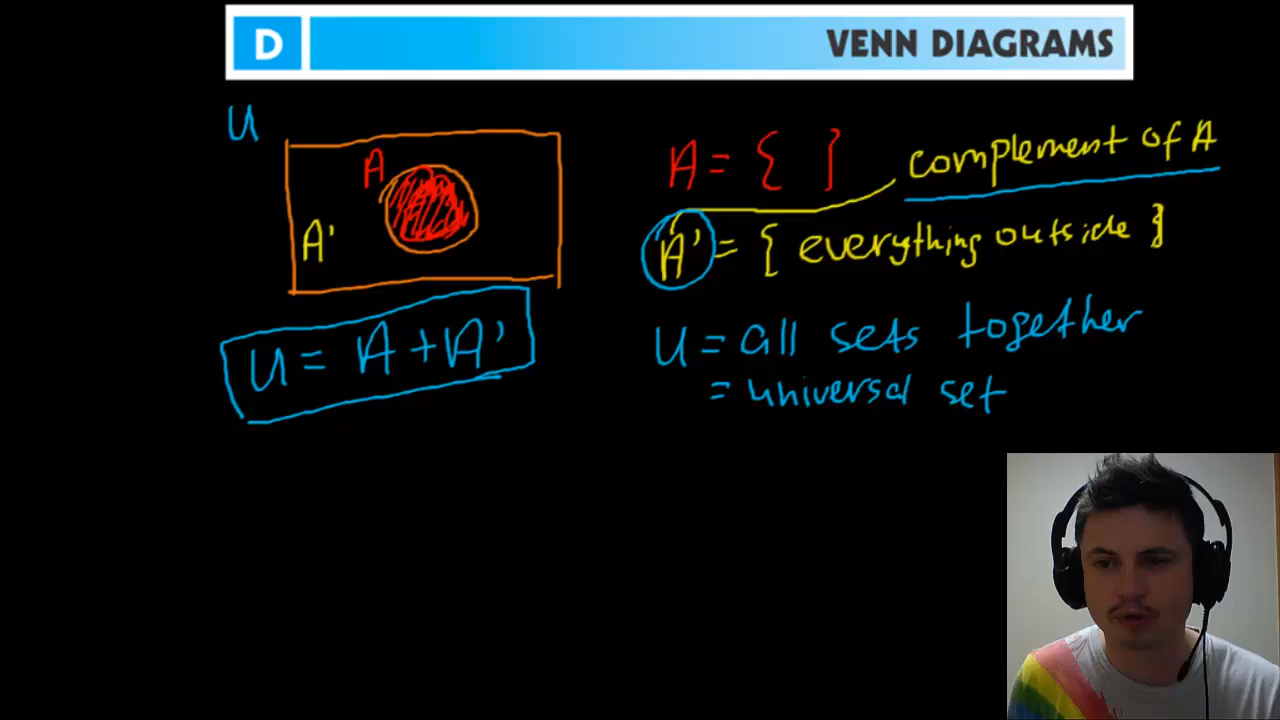 D VENN DIAGRAMS
U
A
A'
U = A + A'
A = { }
complement of A
A' = { everything outside }
U = all sets together
= universal set